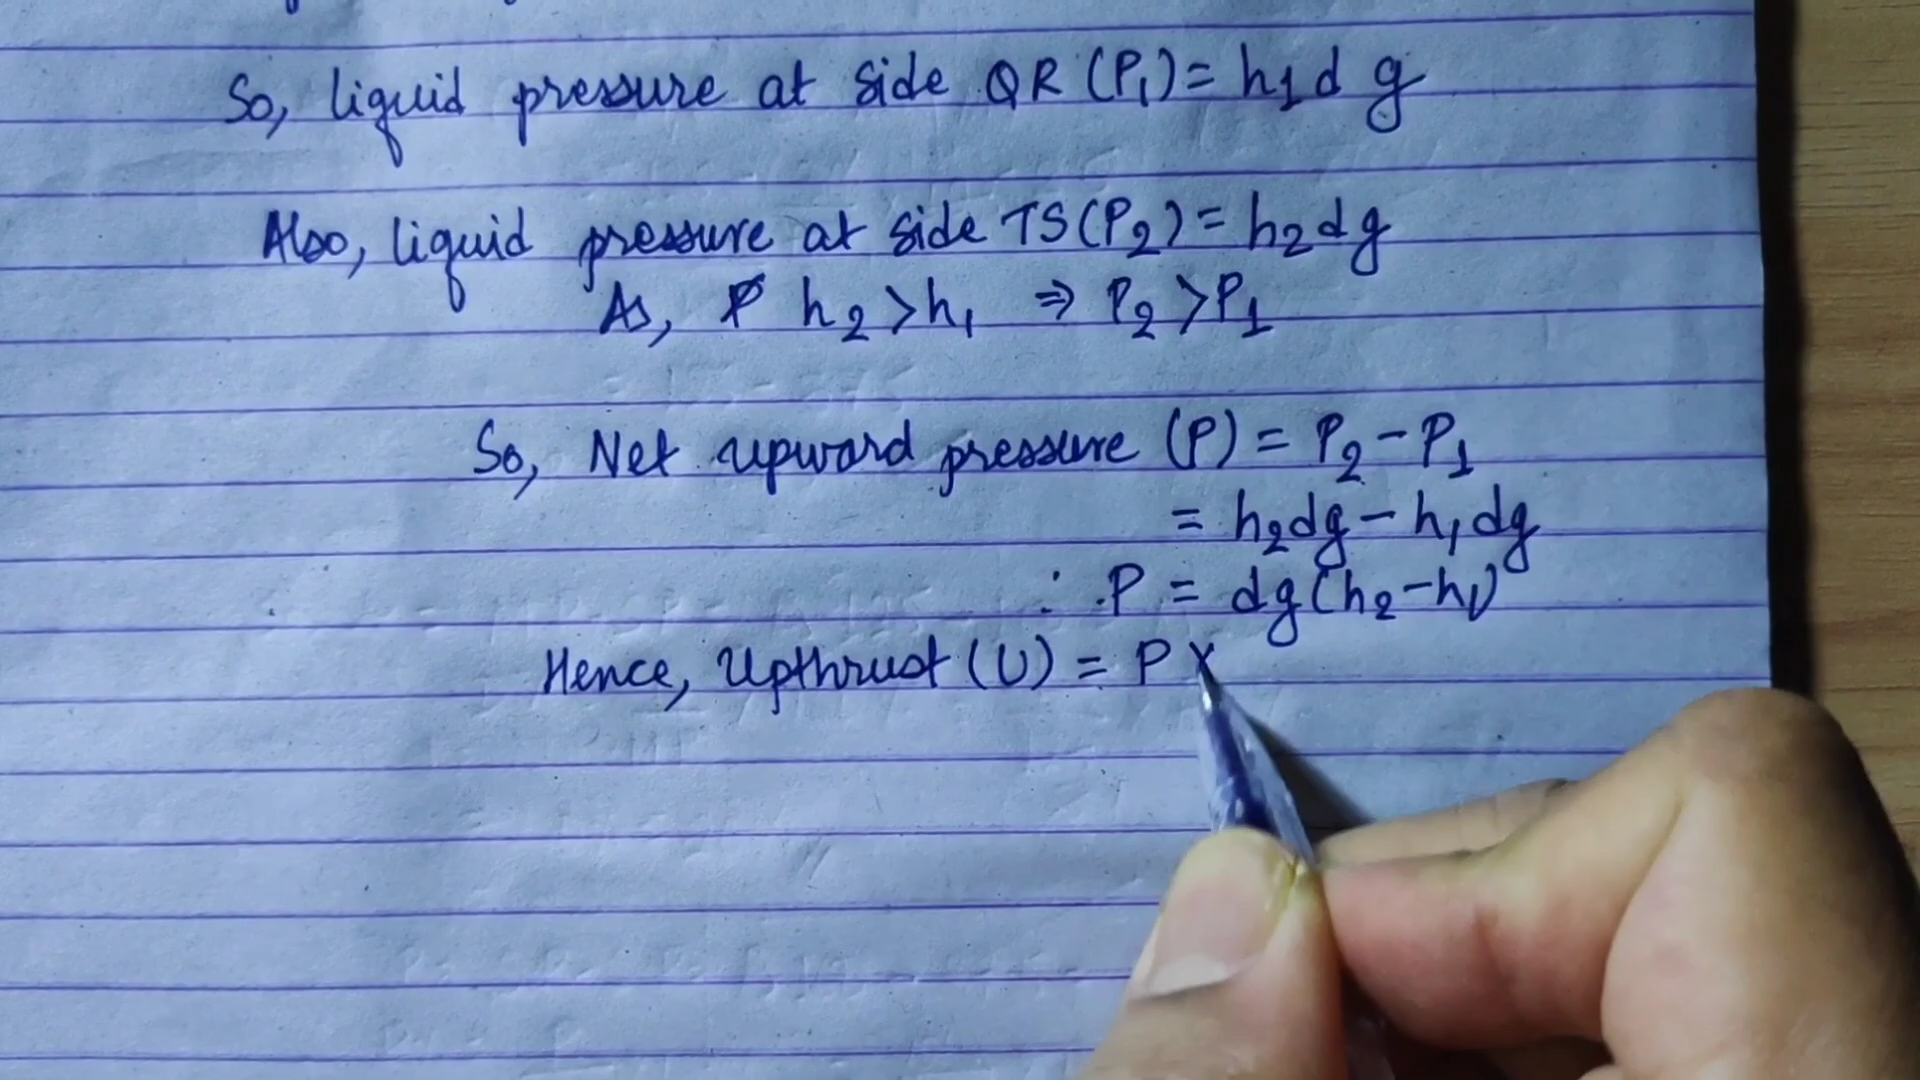 So, liquid pressure at side QR (P₁) = h₁ d g
Also, liquid pressure at side TS (P₂) = h₂dg
As, h₂ > h₁ ⇒ P₂ > P₁
So, Net upward pressure (P) = P₂ - P₁
= h₂dg - h₁dg
∴ P = dg(h₂-h₁)
Hence, Upthrust (U) = P ×